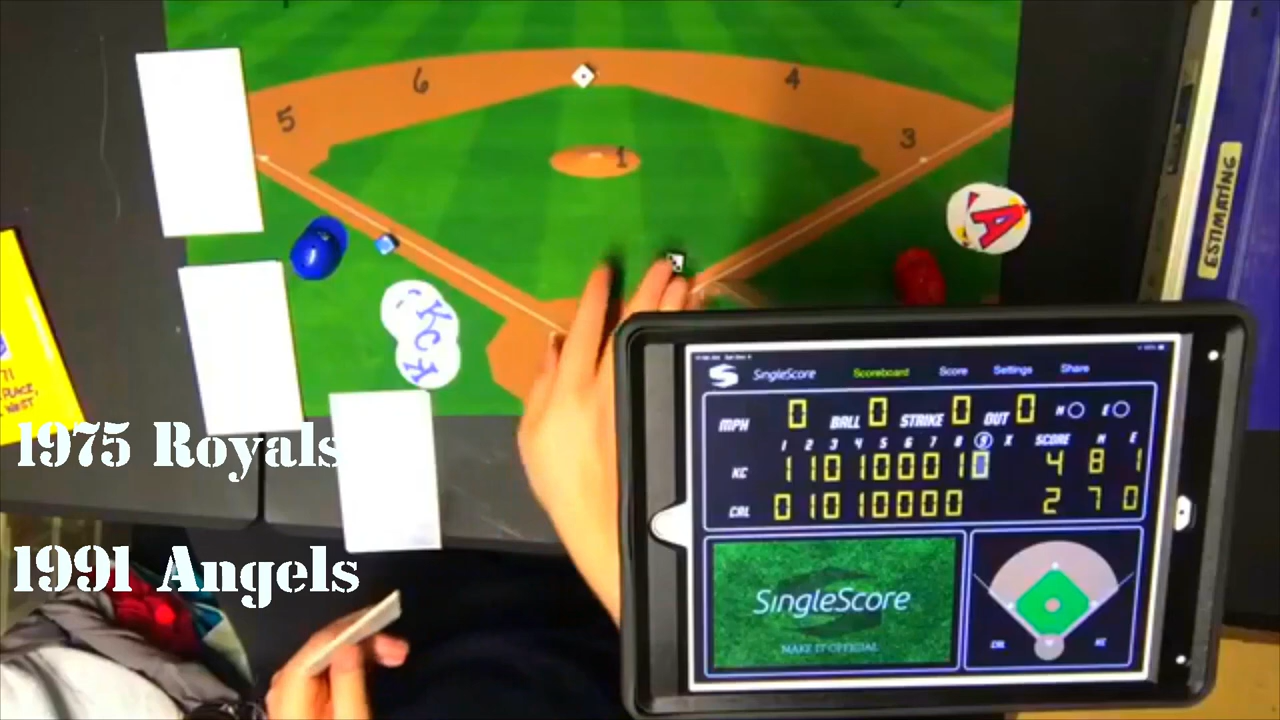 6
4
5
3
1
A
KC
ESTIMATING
71
PLACE
WEST'
1975 Royals
1991 Angels
SingleScore Scoreboard Score Settings Share
MPH 0 BALL 0 STRIKE 0 OUT 0 H E
1 2 3 4 5 6 7 8 9 X SCORE H E
KC 1 1 0 1 0 0 0 1 0 4 8 1
CAL 0 1 0 1 0 0 0 0 2 7 0
SINGLESCORE
MAKE IT OFFICIAL
CAL KC